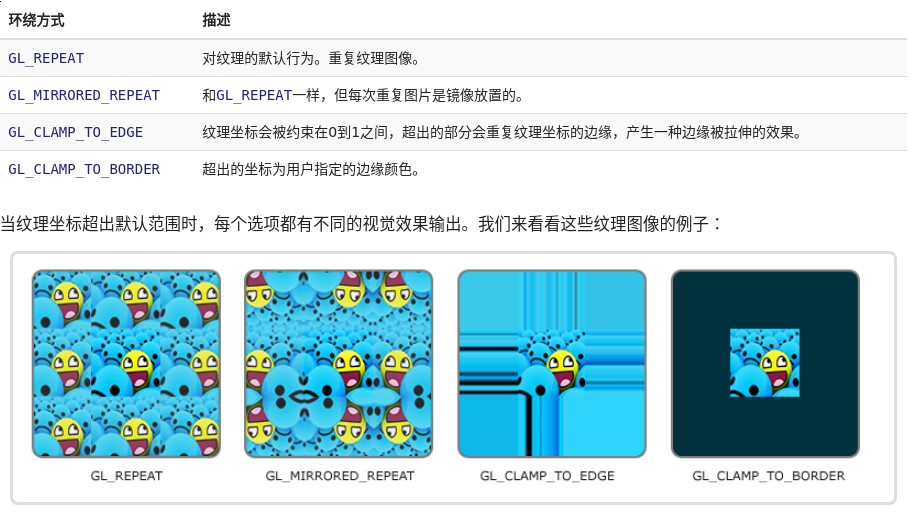 环绕方式 描述
GL_REPEAT 对纹理的默认行为。重复纹理图像。
GL_MIRRORED_REPEAT 和GL_REPEAT一样，但每次重复图片是镜像放置的。
GL_CLAMP_TO_EDGE 纹理坐标会被约束在0到1之间，超出的部分会重复纹理坐标的边缘，产生一种边缘被拉伸的效果。
GL_CLAMP_TO_BORDER 超出的坐标为用户指定的边缘颜色。
当纹理坐标超出默认范围时，每个选项都有不同的视觉效果输出。我们来看看这些纹理图像的例子：
GL_REPEAT GL_MIRRORED_REPEAT GL_CLAMP_TO_EDGE GL_CLAMP_TO_BORDER